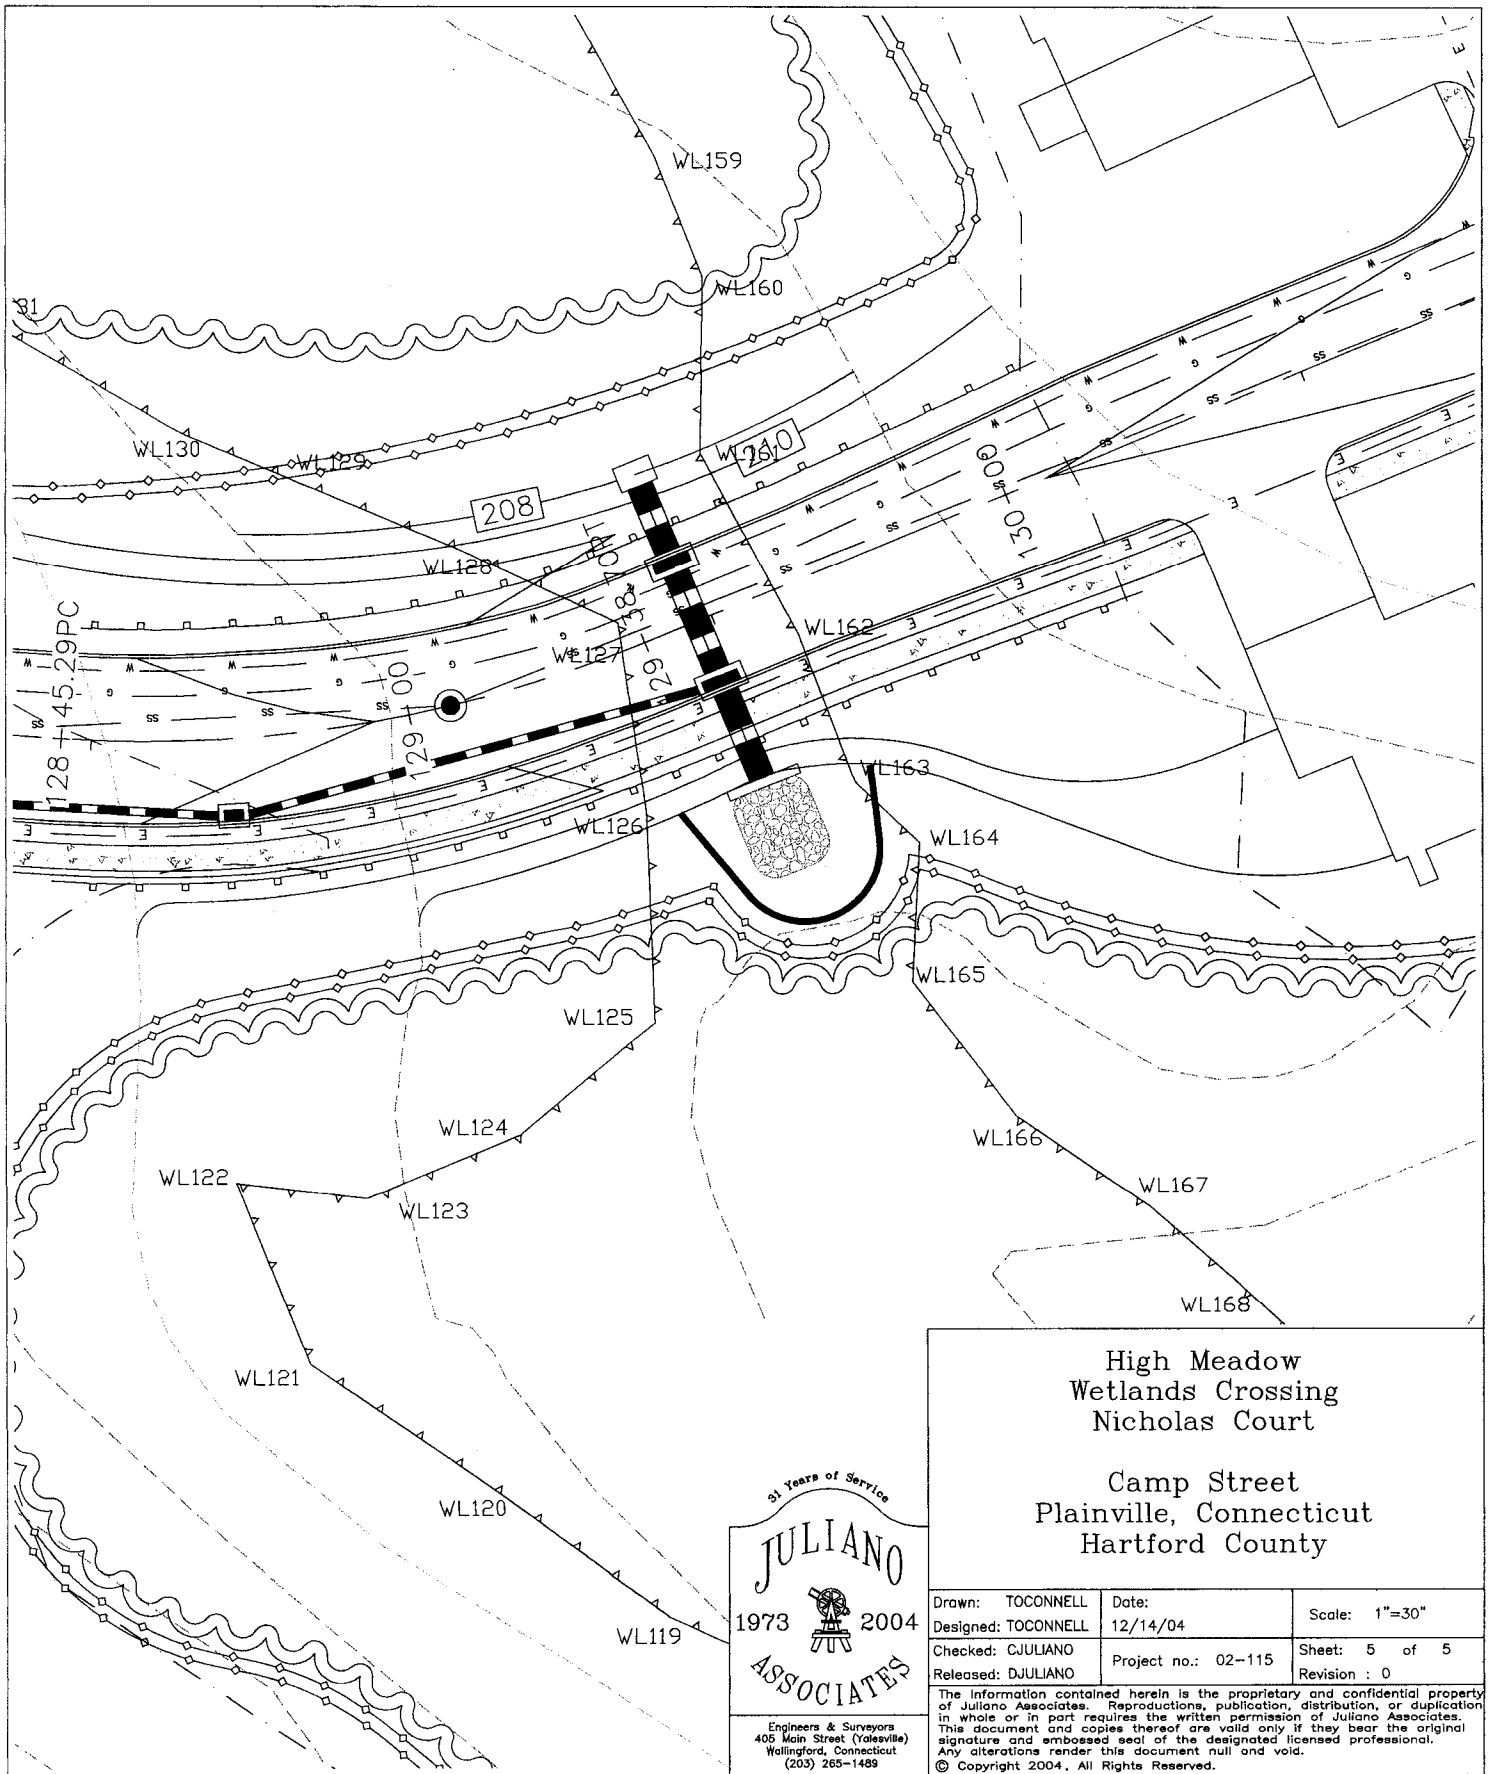 WL159
WL160
31
WL130
WL129
WL161
210
208
WL128
130+00
129+38.70PT
WL162
WL127
128+45.29PC
129+00
WL163
WL126
WL164
WL165
WL125
WL124
WL166
WL122
WL123
WL167
WL168
WL121
WL120
WL119
W
G
SS
E
High Meadow
Wetlands Crossing
Nicholas Court
Camp Street
Plainville, Connecticut
Hartford County
31 Years of Service
JULIANO
1973 2004
ASSOCIATES
Engineers & Surveyors
405 Main Street (Yalesville)
Wallingford, Connecticut
(203) 265-1489
Drawn: TOCONNELL
Designed: TOCONNELL
Date:
12/14/04
Scale: 1"=30"
Checked: CJULIANO
Released: DJULIANO
Project no.: 02-115
Sheet: 5 of 5
Revision : 0
The information contained herein is the proprietary and confidential property
of Juliano Associates. Reproductions, publication, distribution, or duplication
in whole or in part requires the written permission of Juliano Associates.
This document and copies thereof are valid only if they bear the original
signature and embossed seal of the designated licensed professional.
Any alterations render this document null and void.
© Copyright 2004, All Rights Reserved.